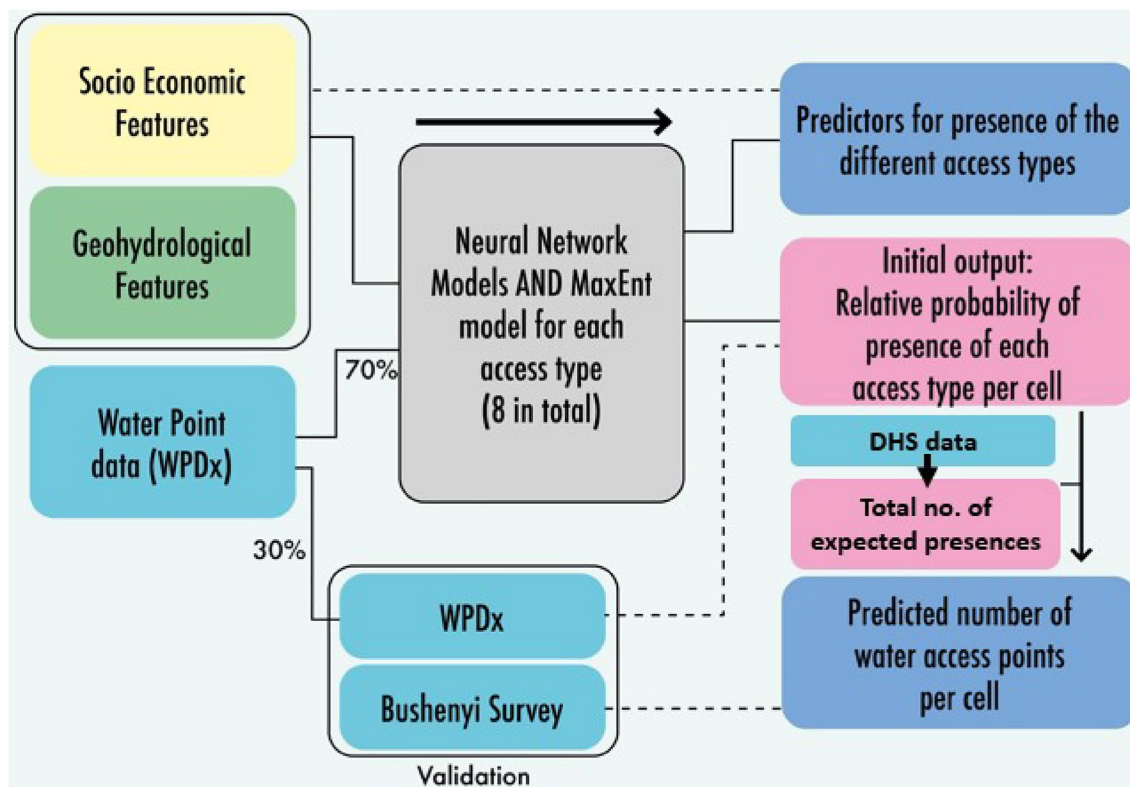 Socio Economic
Features
Geohydrological
Features
Water Point
data (WPDx)
70%
30%
Neural Network
Models AND MaxEnt
model for each
access type
(8 in total)
WPDx
Bushenyi Survey
Validation
Predictors for presence of the
different access types
Initial output:
Relative probability of
presence of each
access type per cell
DHS data
Total no. of
expected presences
Predicted number of
water access points
per cell